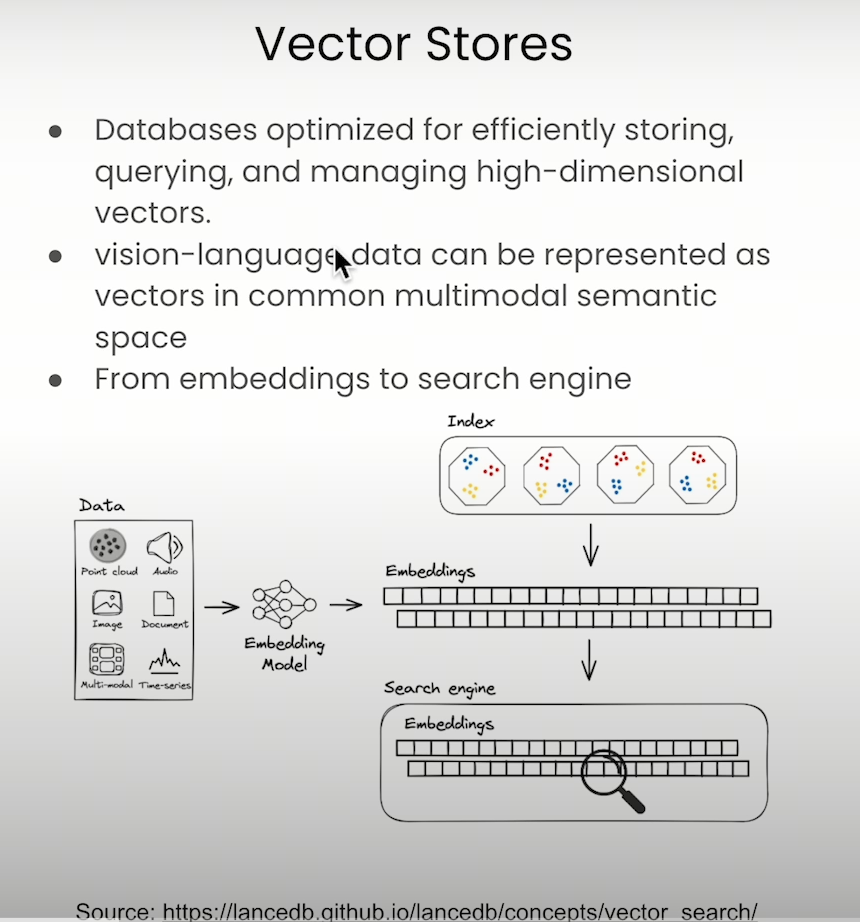 Vector Stores
● Databases optimized for efficiently storing,
querying, and managing high-dimensional
vectors.
● vision-language data can be represented as
vectors in common multimodal semantic
space
● From embeddings to search engine
Index
Data
Point cloud Audio
Image Document
Multi-modal Time-series
Embedding
Model
Embeddings
Search engine
Embeddings
Source: https://lancedb.github.io/lancedb/concepts/vector_search/